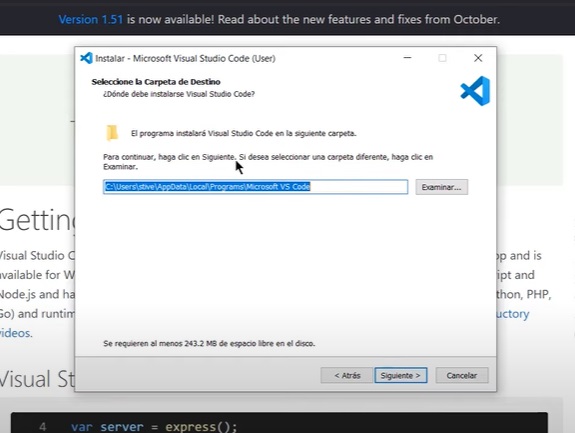 Version 1.51 is now available! Read about the new features and fixes from October.
Instalar - Microsoft Visual Studio Code (User)
Seleccione la Carpeta de Destino
¿Dónde debe instalarse Visual Studio Code?
El programa instalará Visual Studio Code en la siguiente carpeta.
Para continuar, haga clic en Siguiente. Si desea seleccionar una carpeta diferente, haga clic en
Examinar.
C:\Users\stive\AppData\Local\Programs\Microsoft VS Code
Examinar...
Getting
Visual Studio C
op and is
available for W
ipt and
Node.js and ha
thon, PHP,
Go) and runtim
uctory
videos.
Se requieren al menos 243.2 MB de espacio libre en el disco.
Visual St
< Atrás
Siguiente >
Cancelar
4 var server = express();